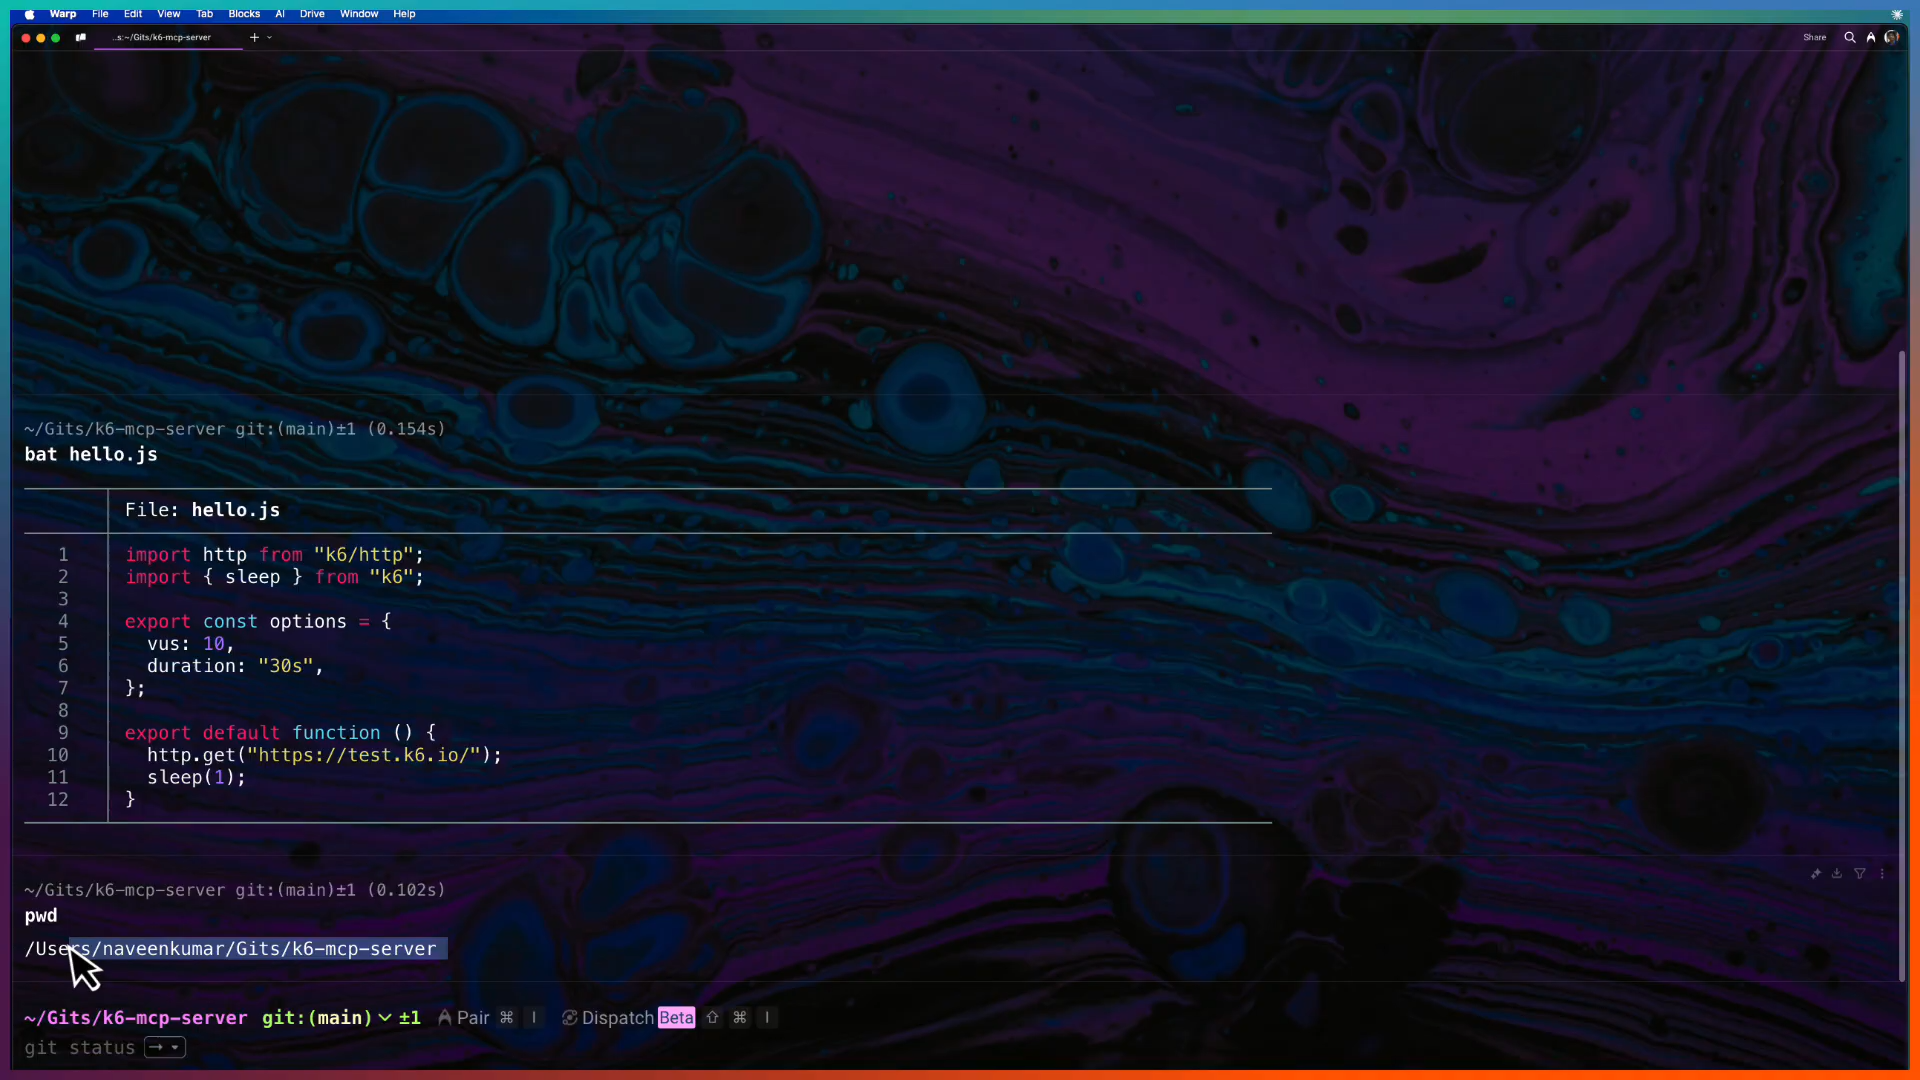 Warp File Edit View Tab Blocks AI Drive Window Help
..s:~/Gits/k6-mcp-server
Share
~/Gits/k6-mcp-server git:(main)±1 (0.154s)
bat hello.js
File: hello.js
1 import http from "k6/http";
2 import { sleep } from "k6";
3
4 export const options = {
5 vus: 10,
6 duration: "30s",
7 };
8
9 export default function () {
10 http.get("https://test.k6.io/");
11 sleep(1);
12 }
~/Gits/k6-mcp-server git:(main)±1 (0.102s)
pwd
/Users/naveenkumar/Gits/k6-mcp-server
~/Gits/k6-mcp-server git:(main) ±1 Pair ⌘ I Dispatch Beta ⇧ ⌘ I
git status